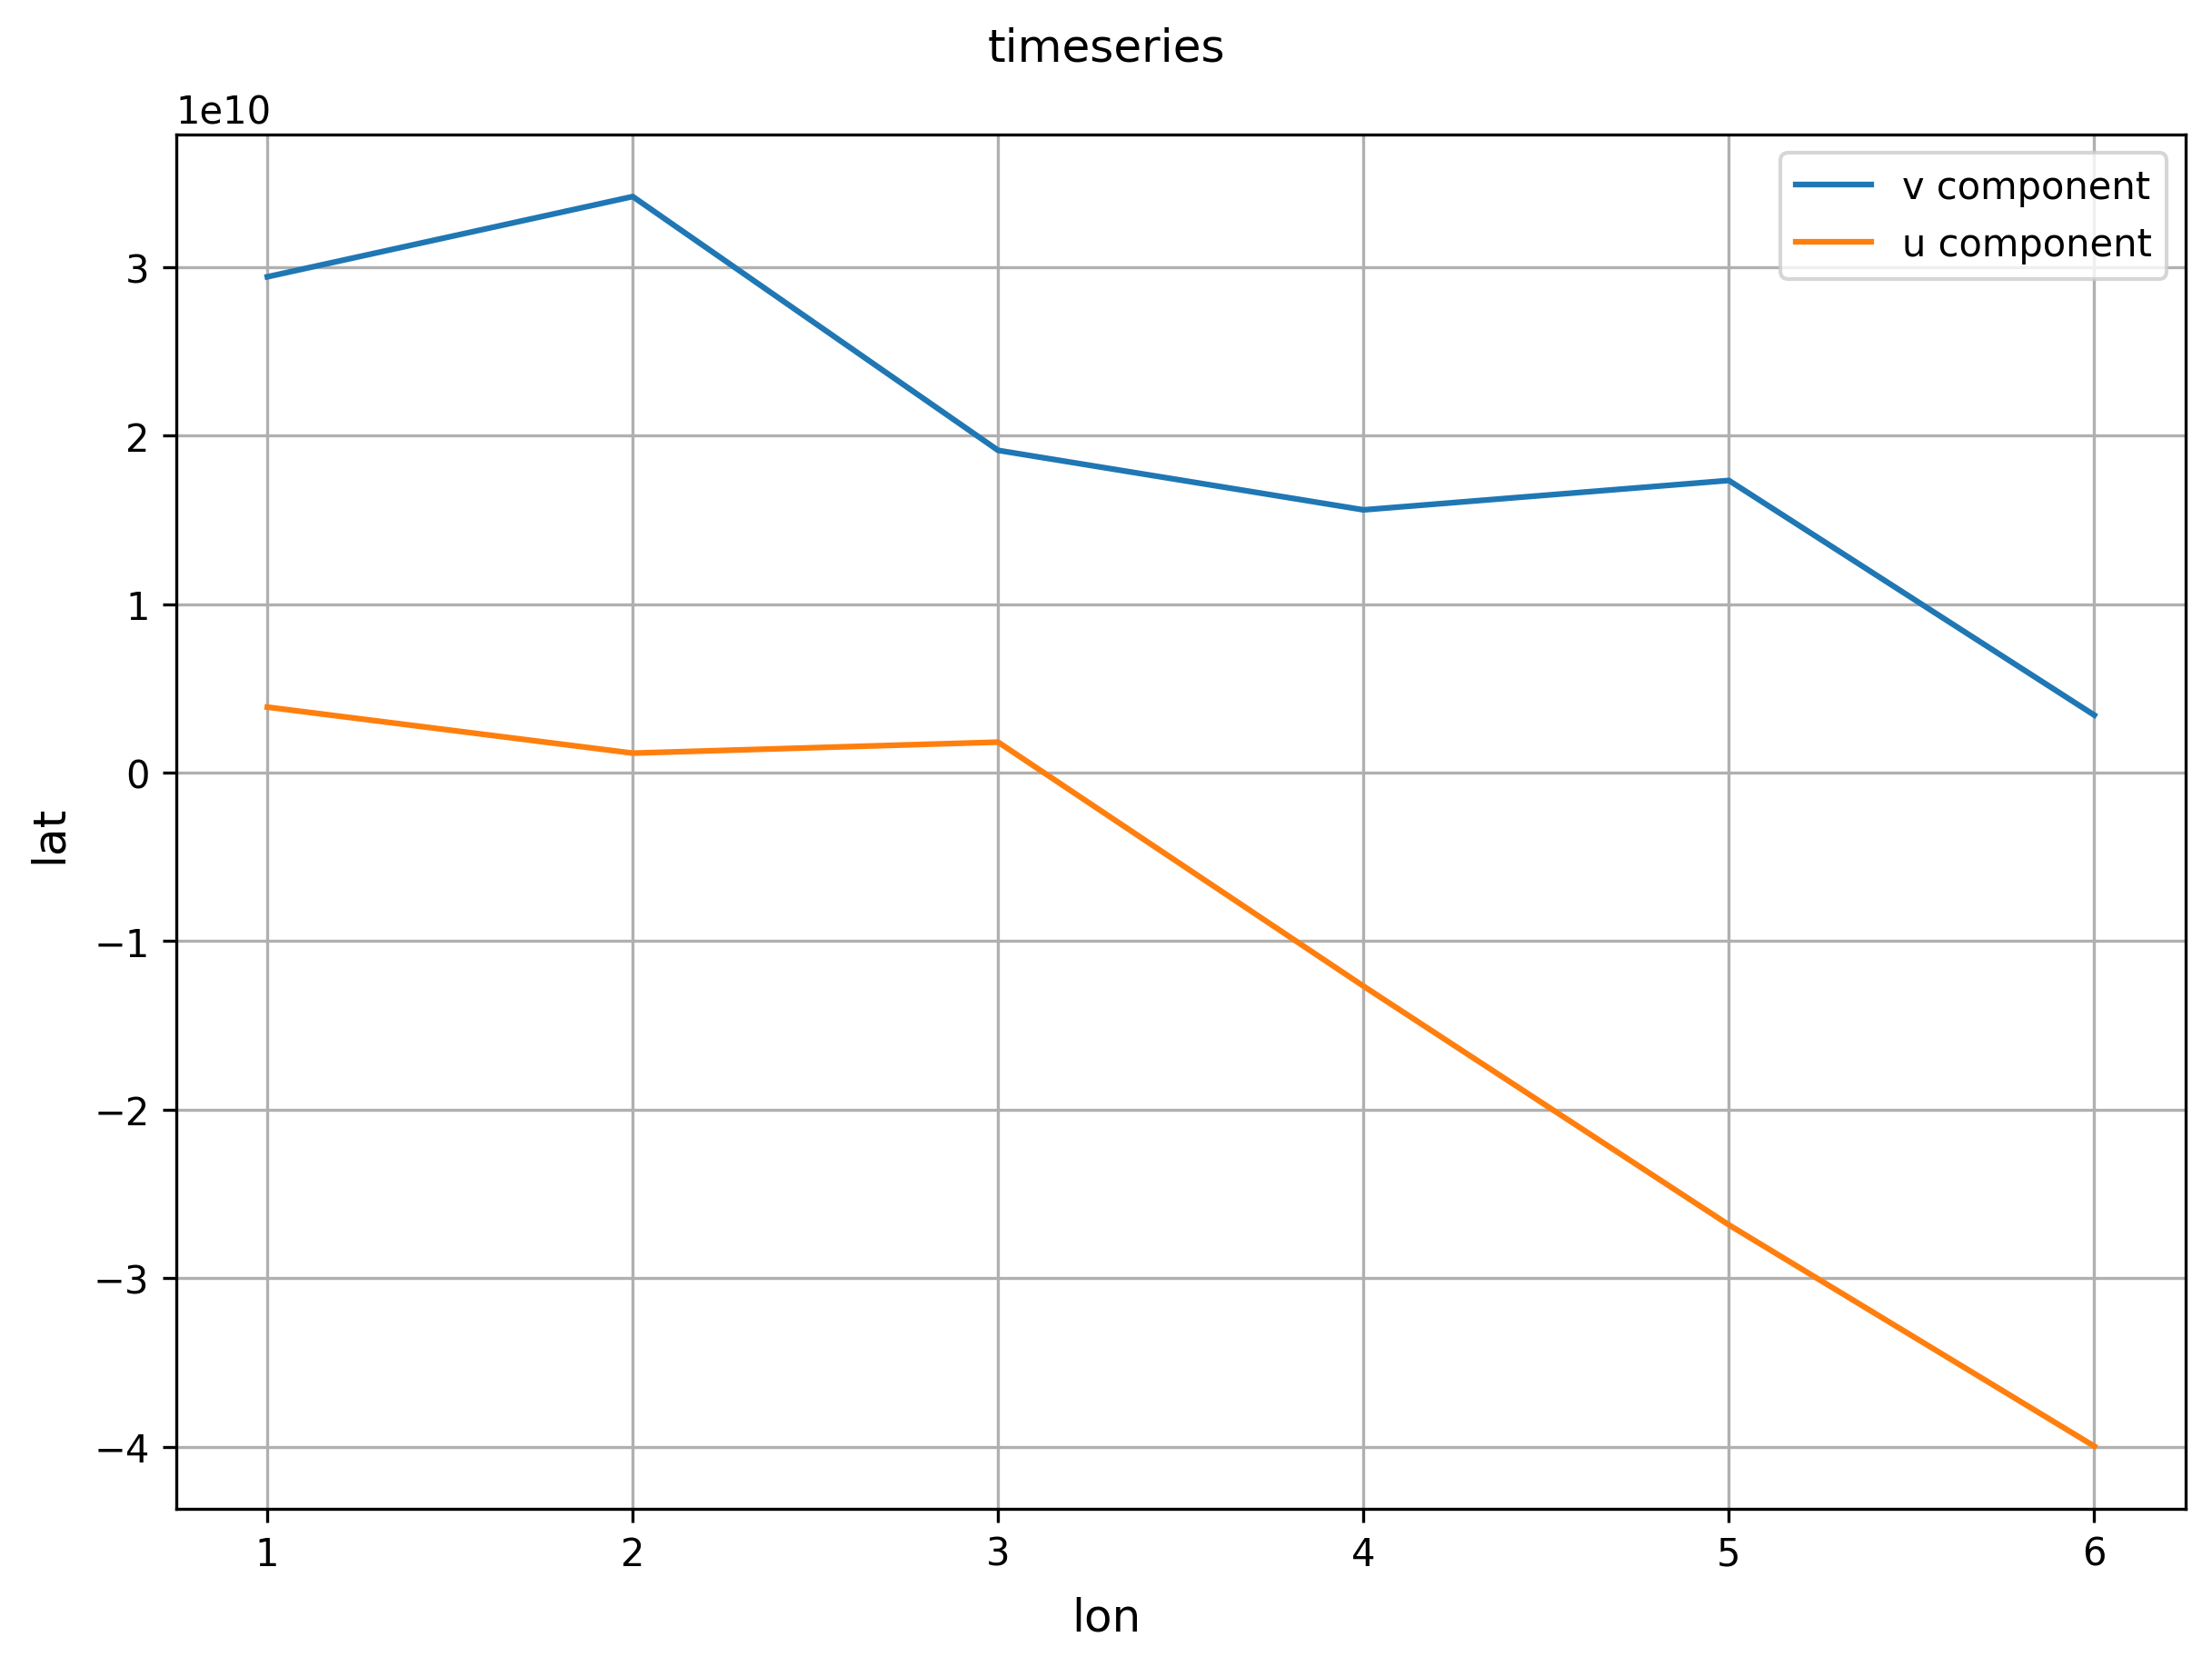 timeseries
1e10
v component
u component
3
2
1
0
−1
−2
−3
−4
lat
1 2 3 4 5 6
lon